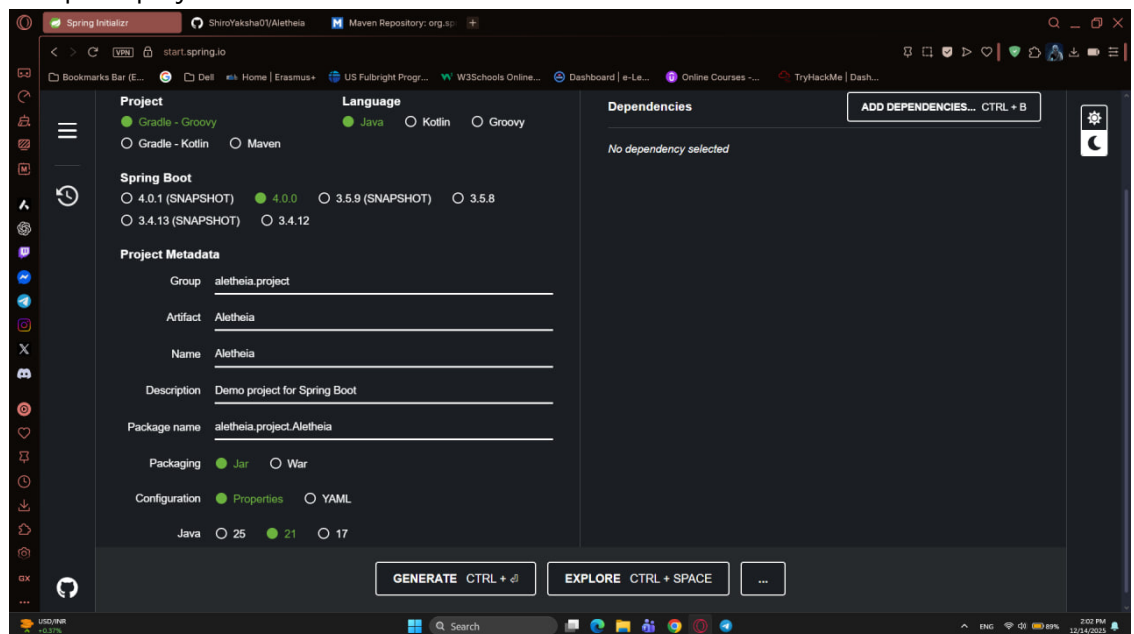 Spring Initializr
ShiroYaksha01/Aletheia
Maven Repository: org.sp
VPN
start.spring.io
Bookmarks Bar (E...
Dell
Home | Erasmus+
US Fulbright Progr...
W3Schools Online...
Dashboard | e-Le...
Online Courses -...
TryHackMe | Dash...
Project
Gradle - Groovy
Gradle - Kotlin
Maven
Language
Java
Kotlin
Groovy
Spring Boot
4.0.1 (SNAPSHOT)
4.0.0
3.5.9 (SNAPSHOT)
3.5.8
3.4.13 (SNAPSHOT)
3.4.12
Project Metadata
Group aletheia.project
Artifact Aletheia
Name Aletheia
Description Demo project for Spring Boot
Package name aletheia.project.Aletheia
Packaging Jar War
Configuration Properties YAML
Java 25 21 17
Dependencies
ADD DEPENDENCIES... CTRL + B
No dependency selected
GENERATE CTRL + ⏎
EXPLORE CTRL + SPACE
...
USD/INR
+0.37%
Search
ENG
89%
2:02 PM
12/14/2025